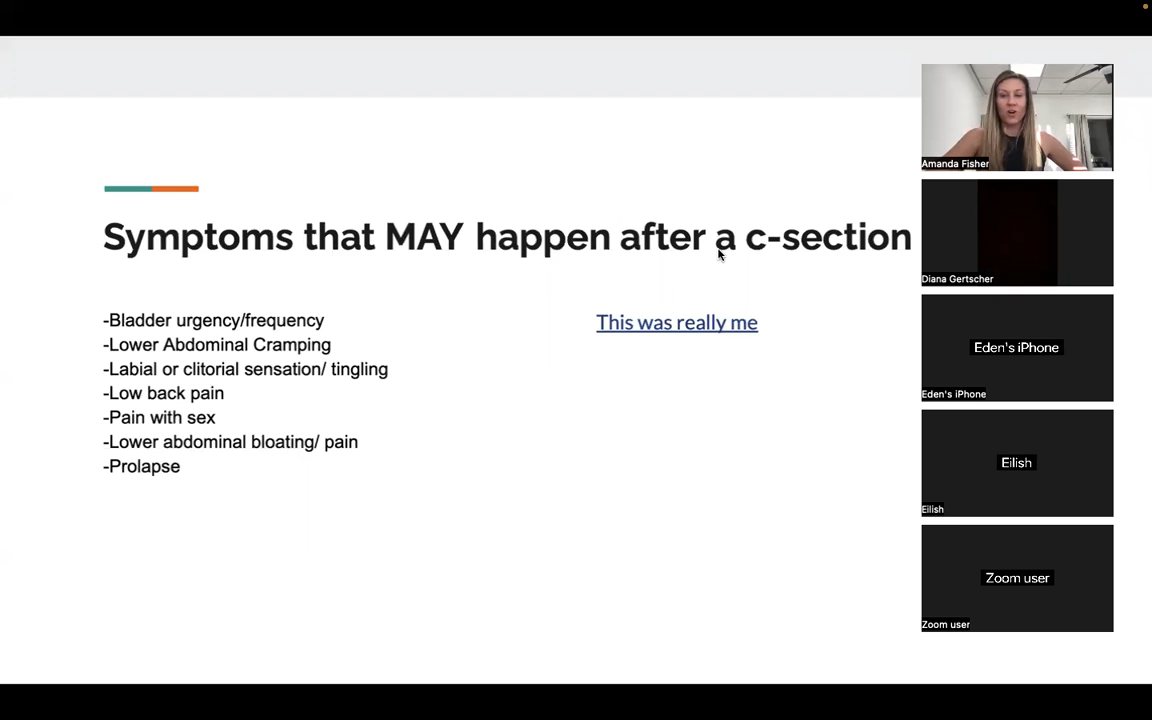 Symptoms that MAY happen after a c-section
-Bladder urgency/frequency
-Lower Abdominal Cramping
-Labial or clitorial sensation/ tingling
-Low back pain
-Pain with sex
-Lower abdominal bloating/ pain
-Prolapse
This was really me
Amanda Fisher
Diana Gertscher
Eden's iPhone
Eden's iPhone
Eilish
Eilish
Zoom user
Zoom user